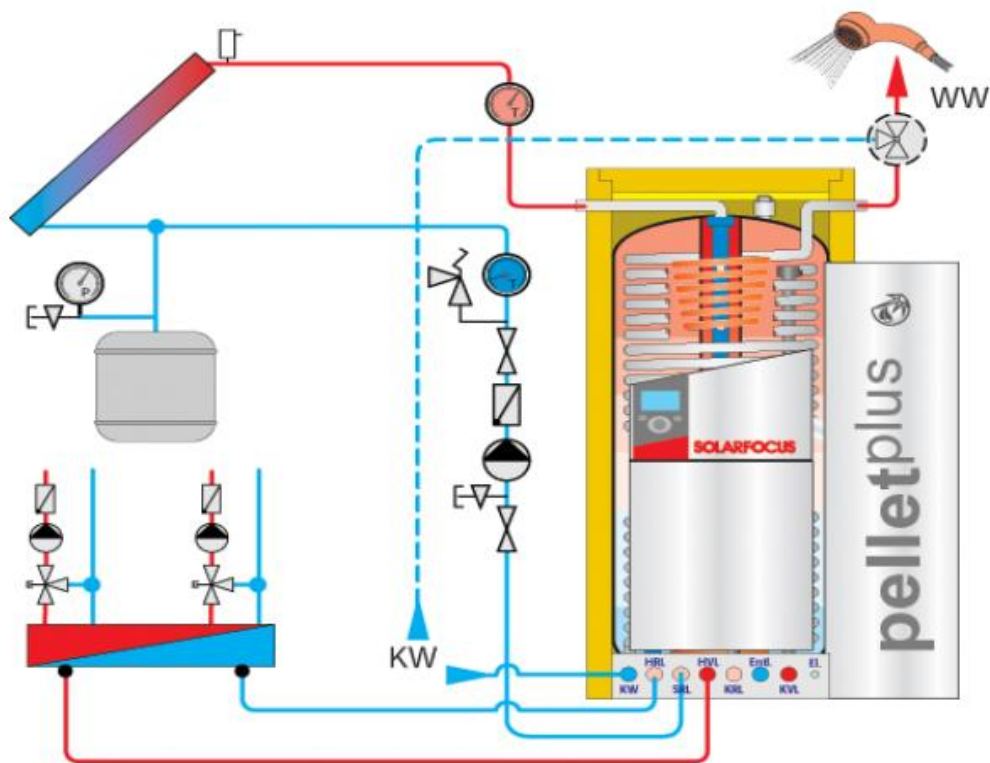 WW
T
T
P
pelletplus
SOLARFOCUS
KW
HRL HVL Entl. El.
KW SRL KRL KVL